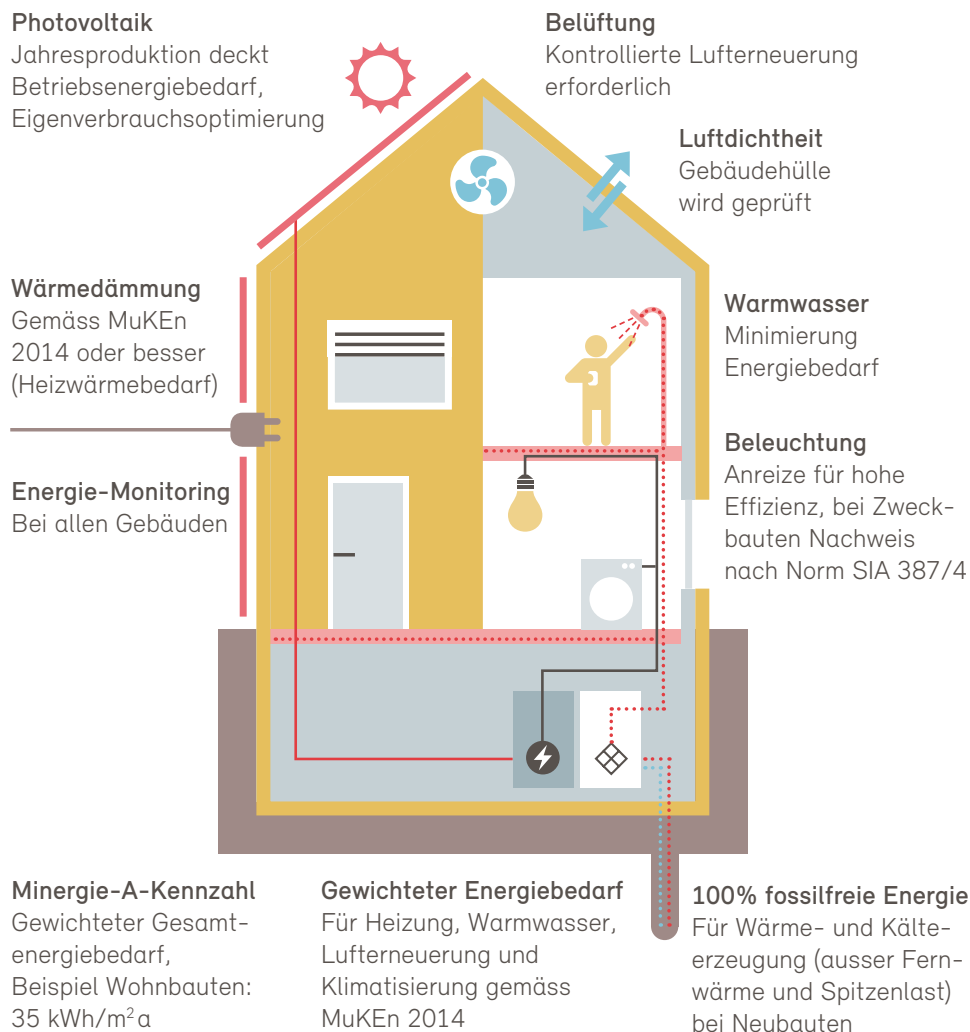 Photovoltaik
Jahresproduktion deckt
Betriebsenergiebedarf,
Eigenverbrauchsoptimierung
Belüftung
Kontrollierte Lufterneuerung
erforderlich
Luftdichtheit
Gebäudehülle
wird geprüft
Wärmedämmung
Gemäss MuKEn
2014 oder besser
(Heizwärmebedarf)
Warmwasser
Minimierung
Energiebedarf
Energie-Monitoring
Bei allen Gebäuden
Beleuchtung
Anreize für hohe
Effizienz, bei Zweck-
bauten Nachweis
nach Norm SIA 387/4
Minergie-A-Kennzahl
Gewichteter Gesamt-
energiebedarf,
Beispiel Wohnbauten:
35 kWh/m² a
Gewichteter Energiebedarf
Für Heizung, Warmwasser,
Lufterneuerung und
Klimatisierung gemäss
MuKEn 2014
100% fossilfreie Energie
Für Wärme- und Kälte-
erzeugung (ausser Fern-
wärme und Spitzenlast)
bei Neubauten